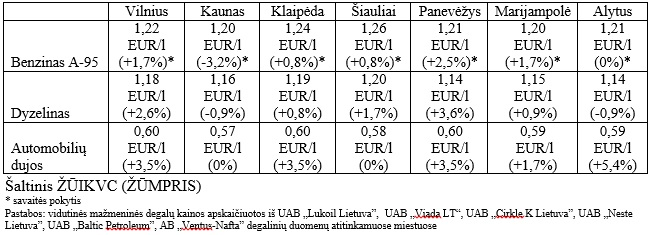 Vilnius Kaunas Klaipėda Šiauliai Panevėžys Marijampolė Alytus
1,22 1,20 1,24 1,26 1,21 1,20 1,21
EUR/l EUR/l EUR/l EUR/l EUR/l EUR/l EUR/l
Benzinas A-95 (+1,7%)* (-3,2%)* (+0,8%)* (+0,8%)* (+2,5%)* (+1,7%)* (0%)*
1,18 1,16 1,19 1,20 1,14 1,15 1,14
EUR/l EUR/l EUR/l EUR/l EUR/l EUR/l EUR/l
Dyzelinas (+2,6%) (-0,9%) (+0,8%) (+1,7%) (+3,6%) (+0,9%) (-0,9%)
0,60 0,57 0,60 0,58 0,60 0,59 0,59
Automobilių EUR/l EUR/l EUR/l EUR/l EUR/l EUR/l EUR/l
dujos (+3,5%) (0%) (+3,5%) (0%) (+3,5%) (+1,7%) (+5,4%)
Šaltinis ŽŪIKVC (ŽŪMPRIS)
* savaitės pokytis
Pastabos: vidutinės mažmeninės degalų kainos apskaičiuotos iš UAB „Lukoil Lietuva”, UAB „Viada LT“, UAB „Cirkle K Lietuva”, UAB „Neste
Lietuva”, UAB „Baltic Petroleum”, AB „Ventus-Nafta” degalinių duomenų atitinkamuose miestuose